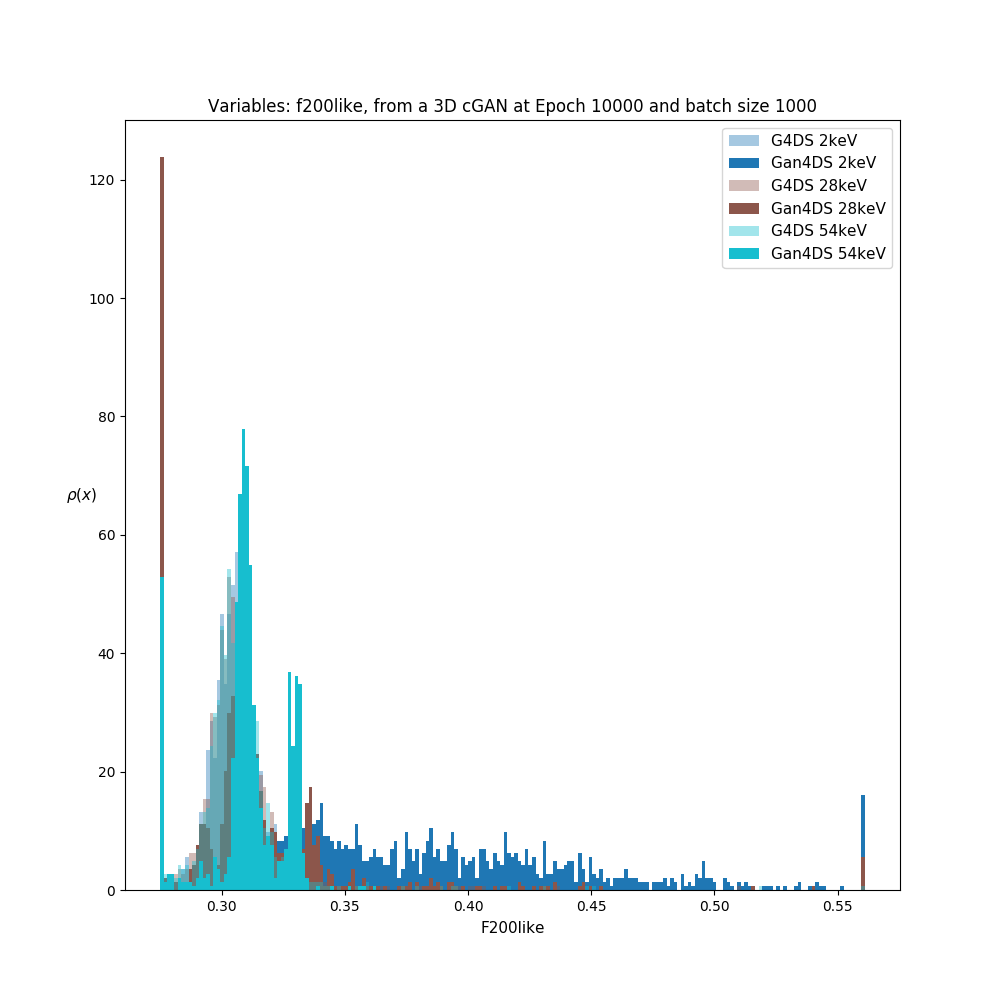 Variables: f200like, from a 3D cGAN at Epoch 10000 and batch size 1000
G4DS 2keV
Gan4DS 2keV
G4DS 28keV
Gan4DS 28keV
G4DS 54keV
Gan4DS 54keV
120
100
80
60
40
20
0
ρ(x)
0.30 0.35 0.40 0.45 0.50 0.55
F200like